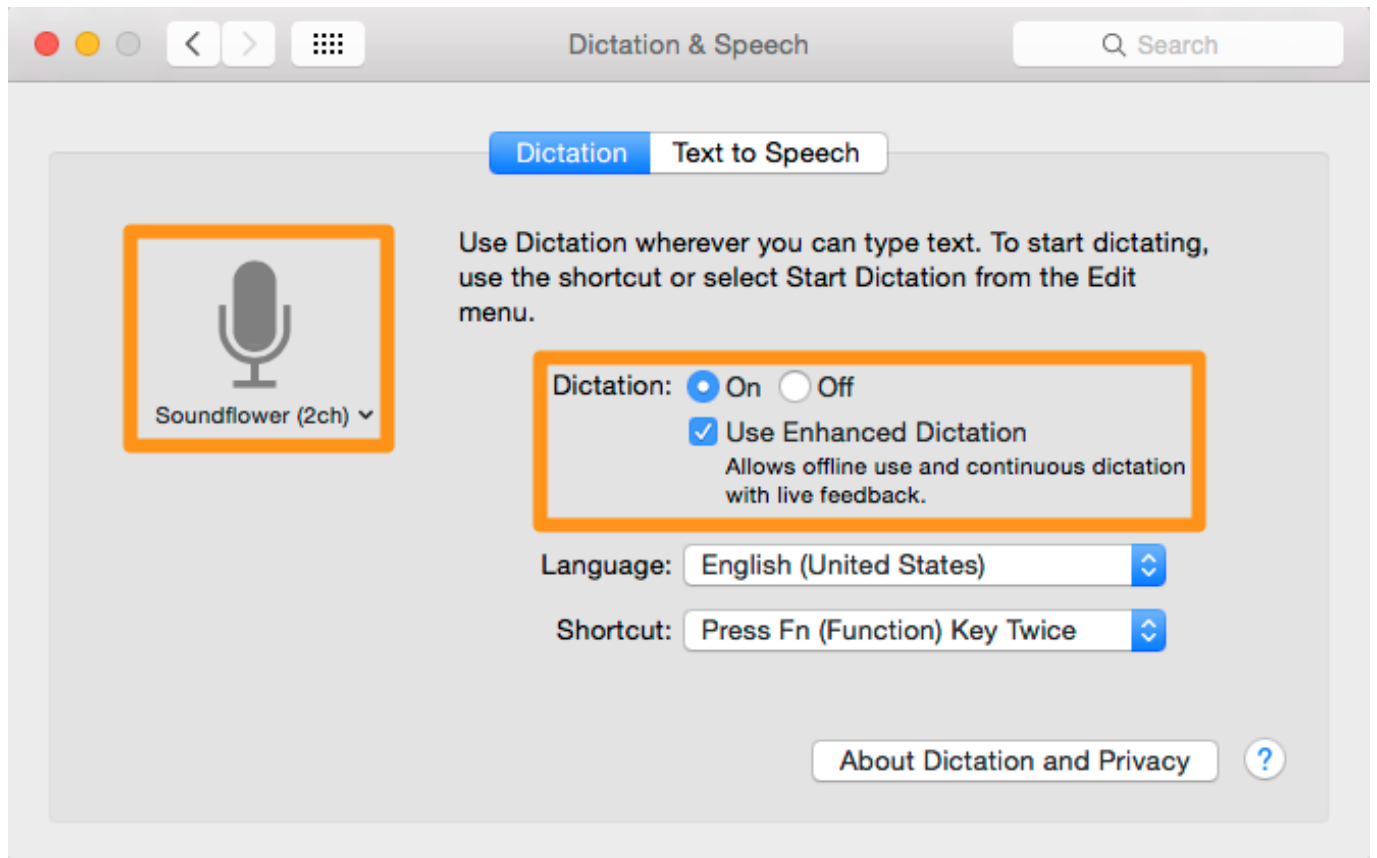 Dictation & Speech
Search
Dictation
Text to Speech
Use Dictation wherever you can type text. To start dictating,
use the shortcut or select Start Dictation from the Edit
menu.
Soundflower (2ch)
Dictation: On Off
Use Enhanced Dictation
Allows offline use and continuous dictation
with live feedback.
Language: English (United States)
Shortcut: Press Fn (Function) Key Twice
About Dictation and Privacy ?